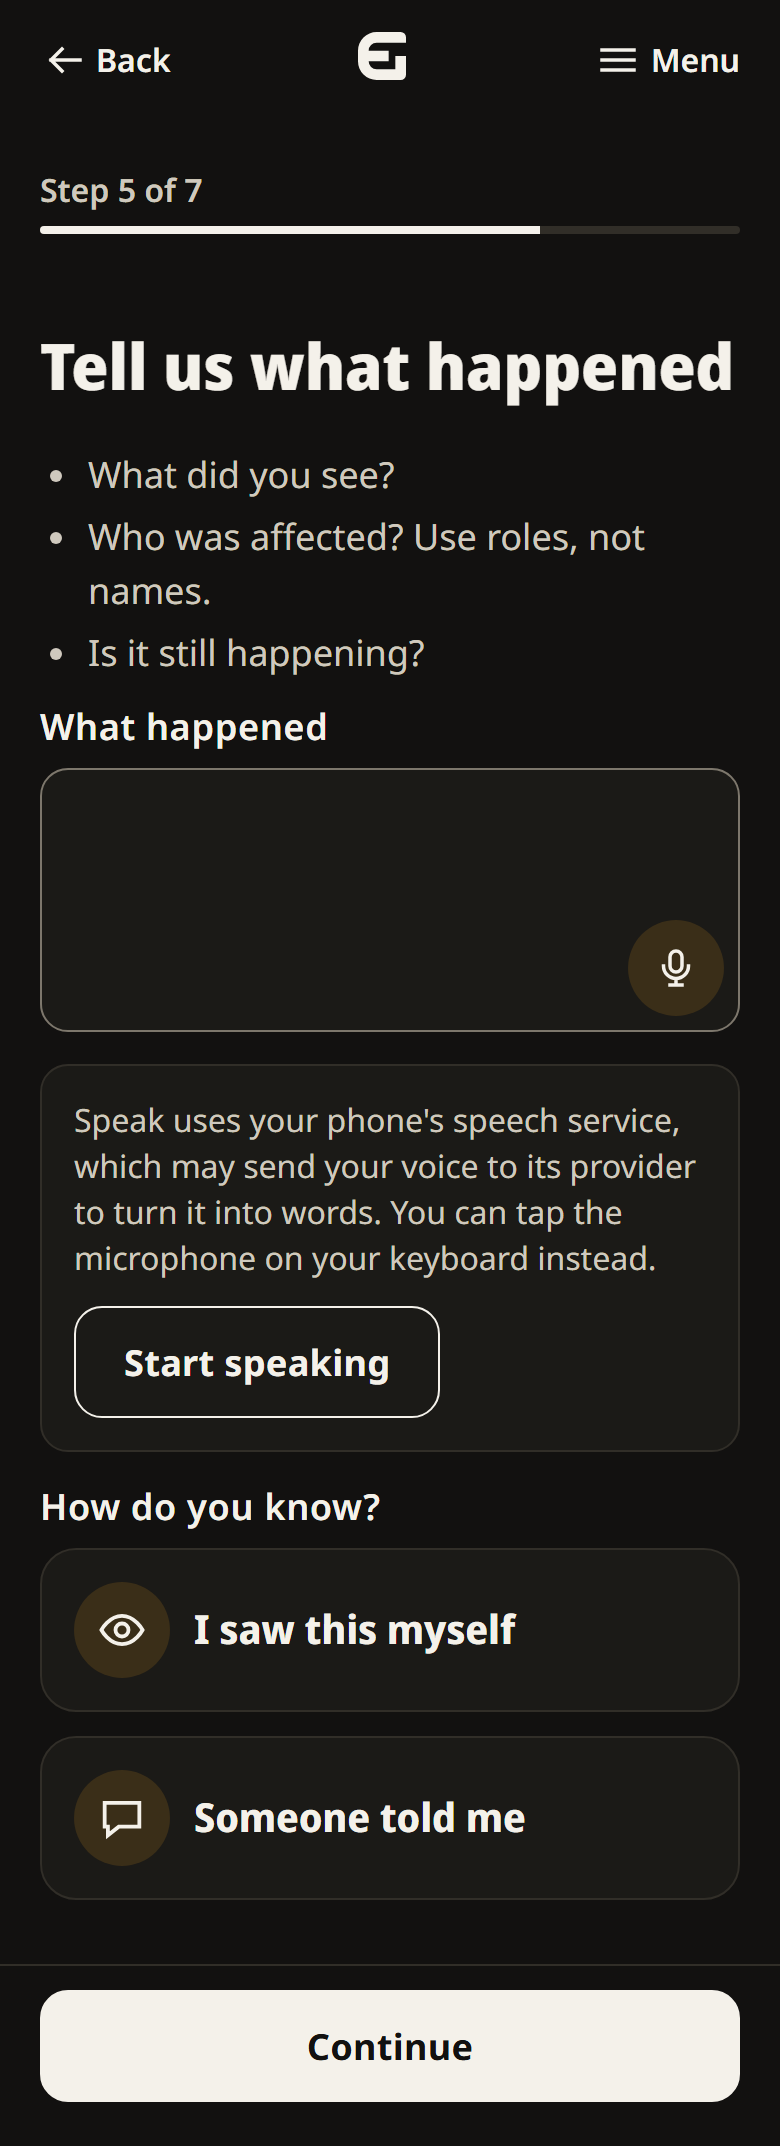 Back
Menu
Step 5 of 7
Tell us what happened
What did you see?
Who was affected? Use roles, not
names.
Is it still happening?
What happened
Speak uses your phone's speech service,
which may send your voice to its provider
to turn it into words. You can tap the
microphone on your keyboard instead.
Start speaking
How do you know?
I saw this myself
Someone told me
Continue